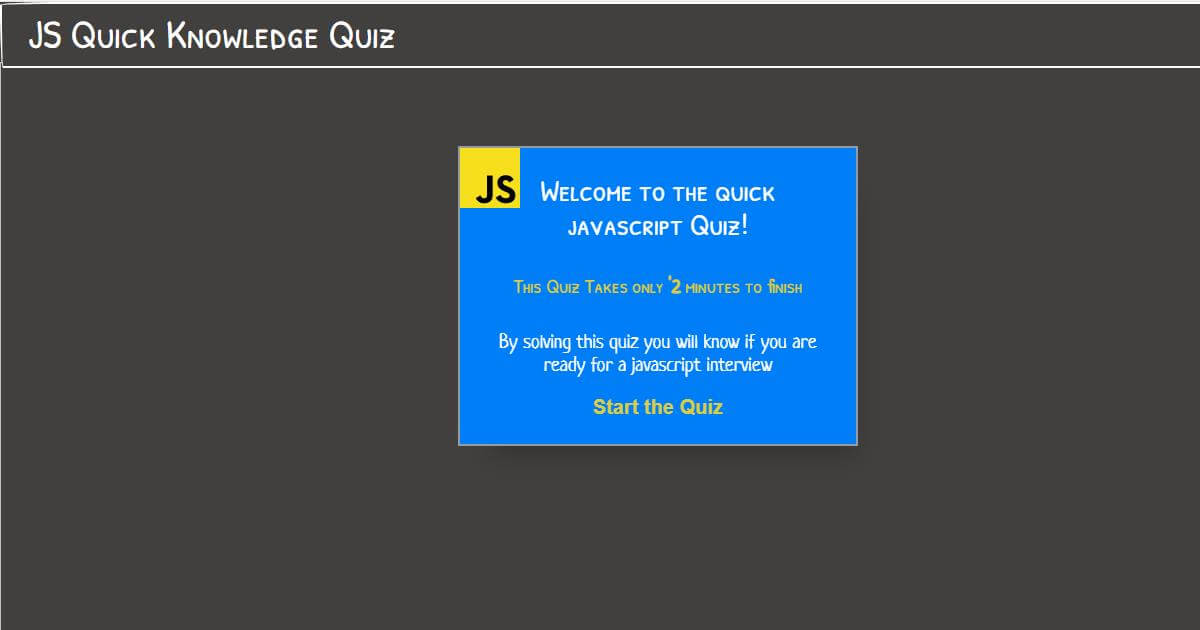 JS Quick Knowledge Quiz
JS
Welcome to the quick
javascript Quiz!
This Quiz Takes only '2 minutes to finish
By solving this quiz you will know if you are
ready for a javascript interview
Start the Quiz